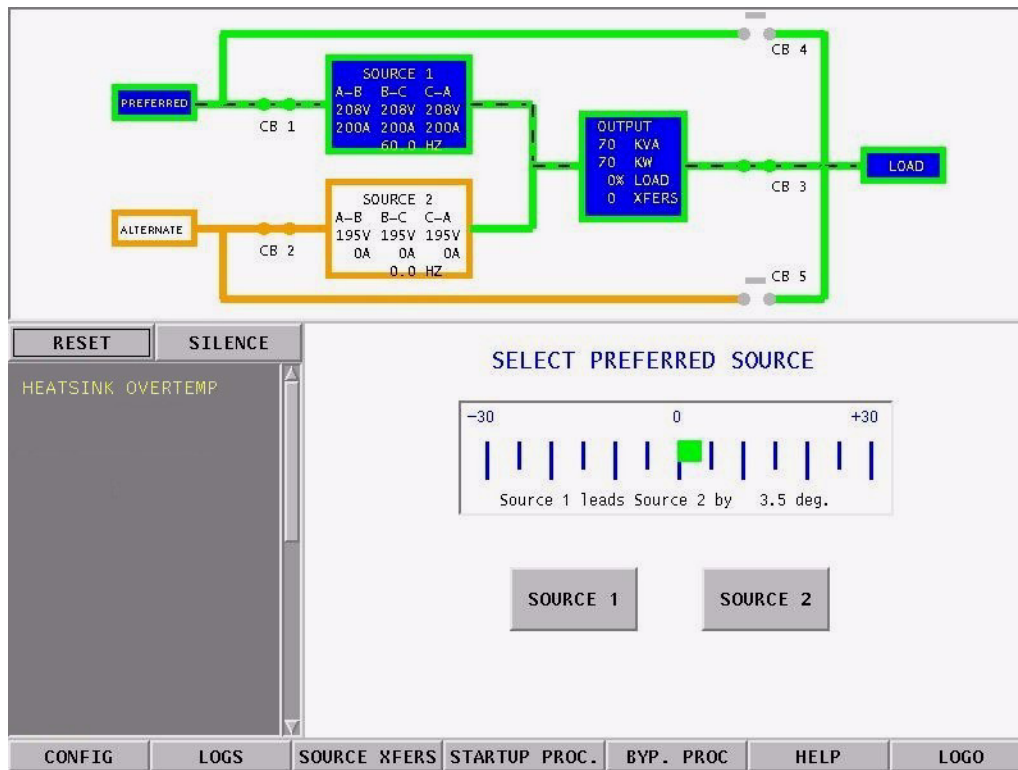 CB 4
SOURCE 1
A-B B-C C-A
208V 208V 208V
200A 200A 200A
60.0 HZ
PREFERRED
CB 1
OUTPUT
70 KVA
70 KW
0% LOAD
0 XFERS
CB 3
LOAD
SOURCE 2
A-B B-C C-A
195V 195V 195V
0A 0A 0A
0.0 HZ
ALTERNATE
CB 2
CB 5
RESET SILENCE
HEATSINK OVERTEMP
SELECT PREFERRED SOURCE
-30 0 +30
Source 1 leads Source 2 by 3.5 deg.
SOURCE 1 SOURCE 2
CONFIG LOGS SOURCE XFERS STARTUP PROC. BYP. PROC HELP LOGO